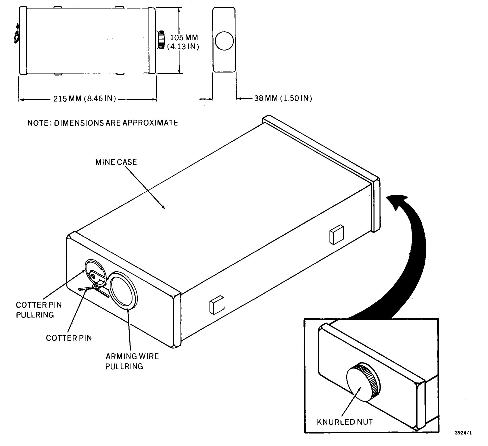 105 MM
(4.13 IN)
215 MM (8.46 IN)
38 MM (1.50 IN)
NOTE: DIMENSIONS ARE APPROXIMATE
MINE CASE
COTTER PIN
PULLRING
COTTER PIN
ARMING WIRE
PULLRING
KNURLED NUT
3926/1